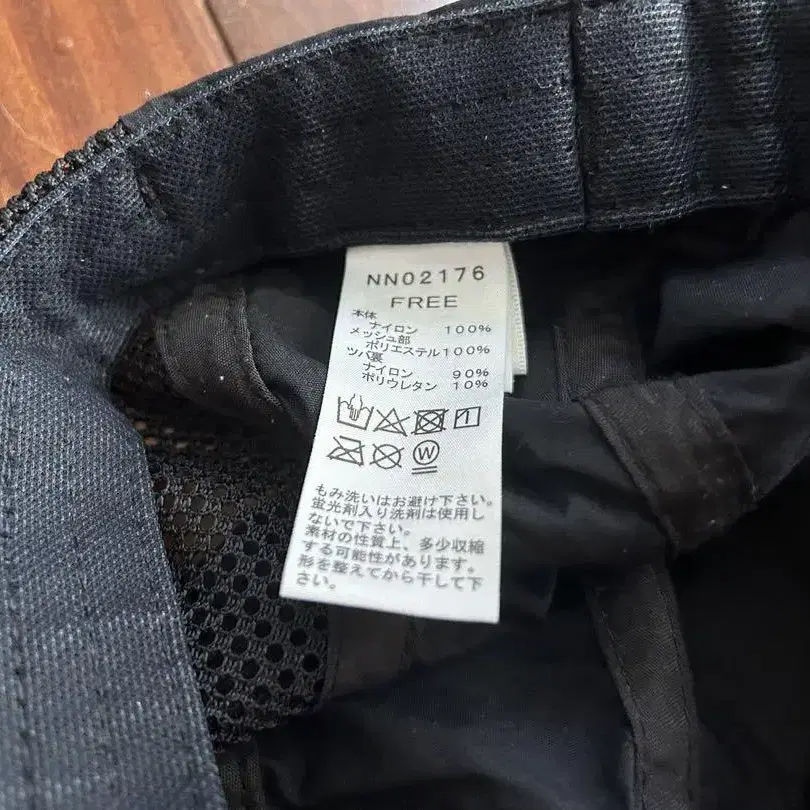 NN02176
FREE
本体
ナイロン 100%
メッシュ部
ポリエステル100%
ツバ裏
ナイロン 90%
ポリウレタン 10%
W
もみ洗いはお避け下さい。
蛍光剤入り洗剤は使用し
ないで下さい。
素材の性質上、多少収縮
する可能性があります。
形を整えてから干して下
さい。